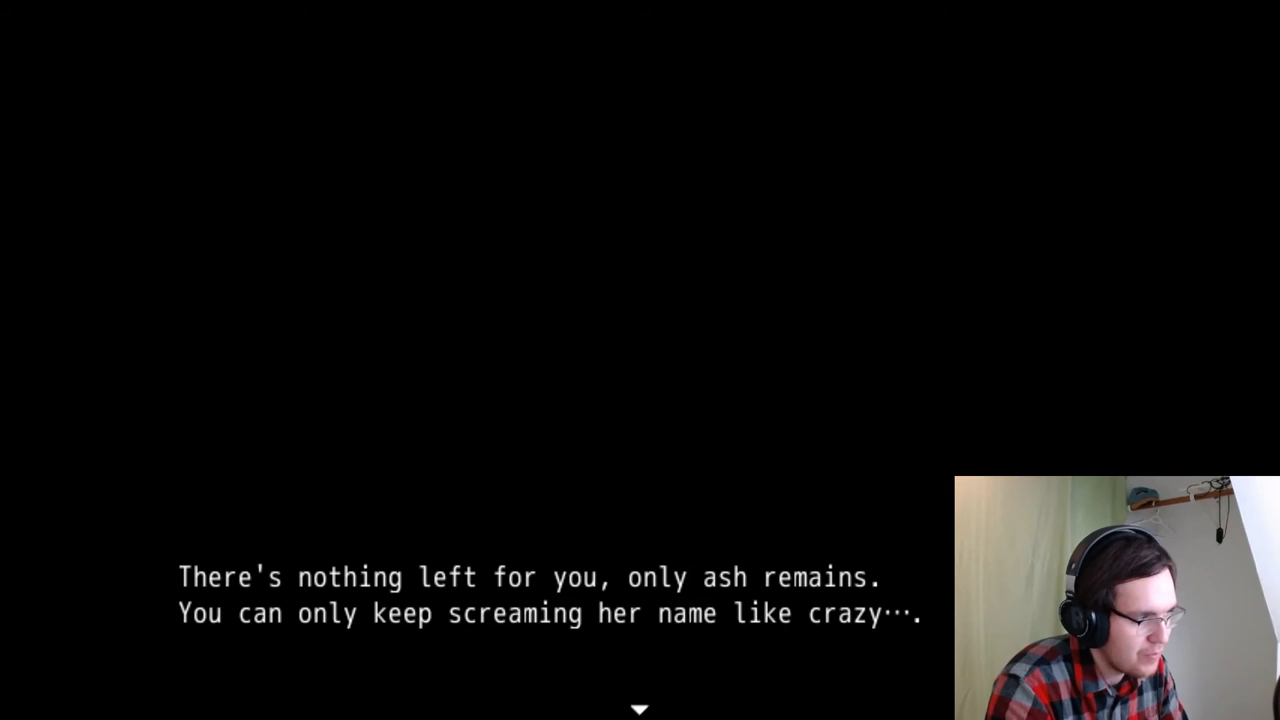 There's nothing left for you, only ash remains.
You can only keep screaming her name like crazy···.